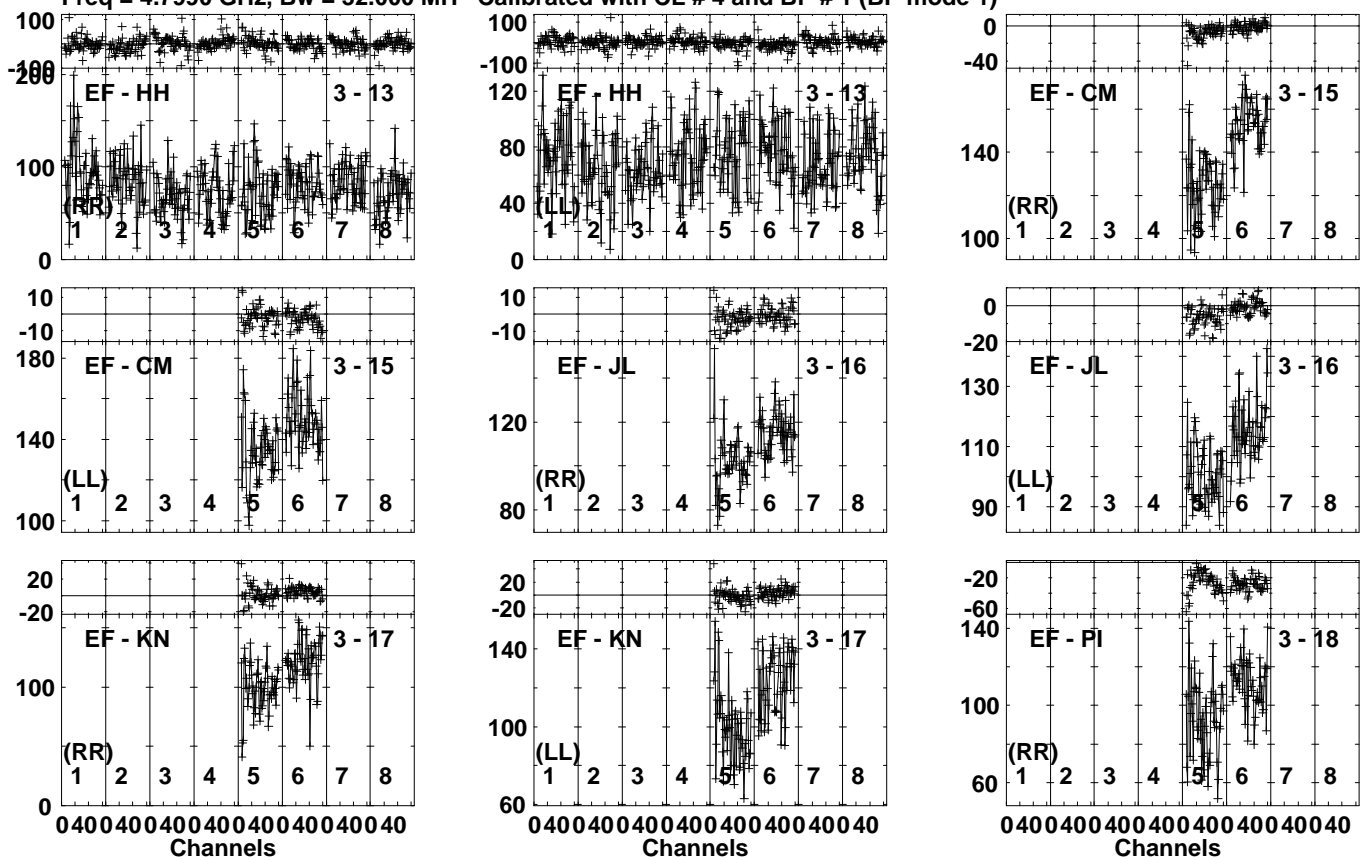 Freq = 4.7990 GHz, Bw = 32.000 MH Calibrated with CL # 4 and BP # 1 (BP mode 1)
100 100 0
-100 -100 -40
200 EF - HH 3 - 13 120 EF - HH 3 - 13 EF - CM 3 - 15
100 80 140
(RR) 40 (LL) (RR) 100
1 2 3 4 5 6 7 8 1 2 3 4 5 6 7 8 1 2 3 4 5 6 7 8
0 0
10 10 0
-10 -10 -20
180 EF - CM 3 - 15 EF - JL 3 - 16 130 EF - JL 3 - 16
140 120 110
(LL) (RR) (LL)
1 2 3 4 5 6 7 8 1 2 3 4 5 6 7 8 1 2 3 4 5 6 7 8
100 80 90
20 20 -20
-20 -20 -60
EF - KN 3 - 17 140 EF - KN 3 - 17 140 EF - PI 3 - 18
100 100 100
(RR) (LL) (RR)
1 2 3 4 5 6 7 8 1 2 3 4 5 6 7 8 1 2 3 4 5 6 7 8
0 60 60
0 40 0 40 0 40 0 40 0 40 0 40 0 40 0 40 0 40 0 40 0 40 0 40 0 40 0 40 0 40 0 40 0 40 0 40 0 40 0 40 0 40 0 40 0 40 0 40
Channels Channels Channels